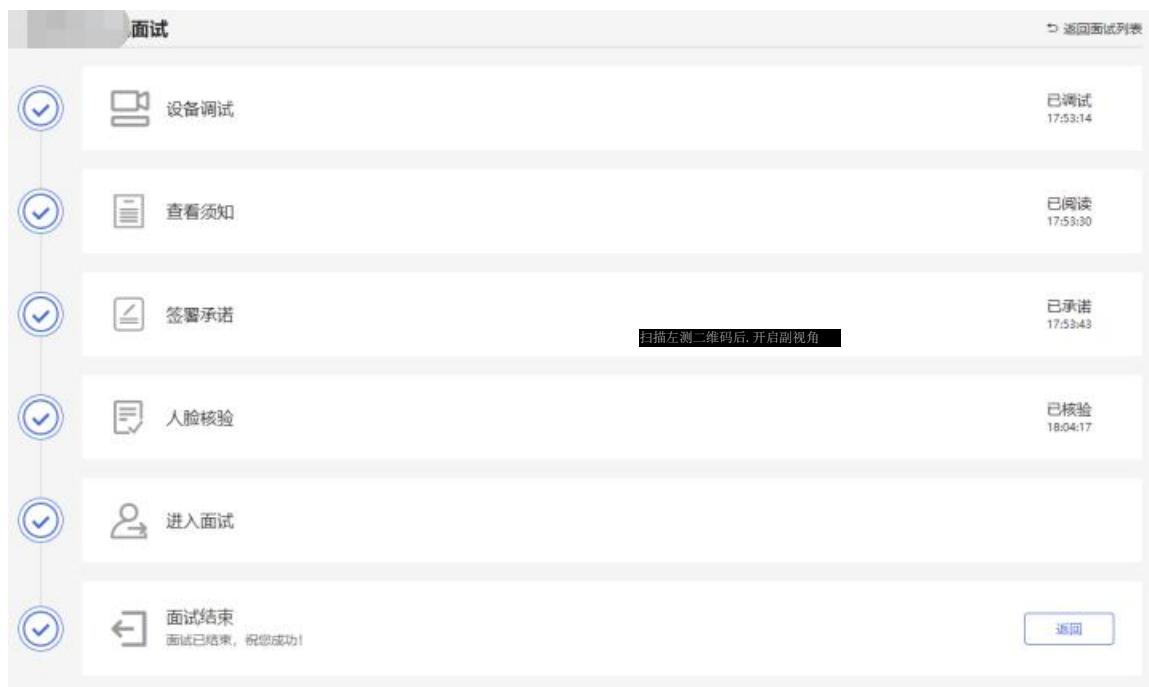 面试
返回面试列表
设备调试
已调试
17:53:14
查看须知
已阅读
17:53:30
签署承诺
已承诺
17:53:43
扫描左测二维码后.开启副视角
人脸核验
已核验
18:04:17
进入面试
面试结束
面试已结束，祝您成功！
返回